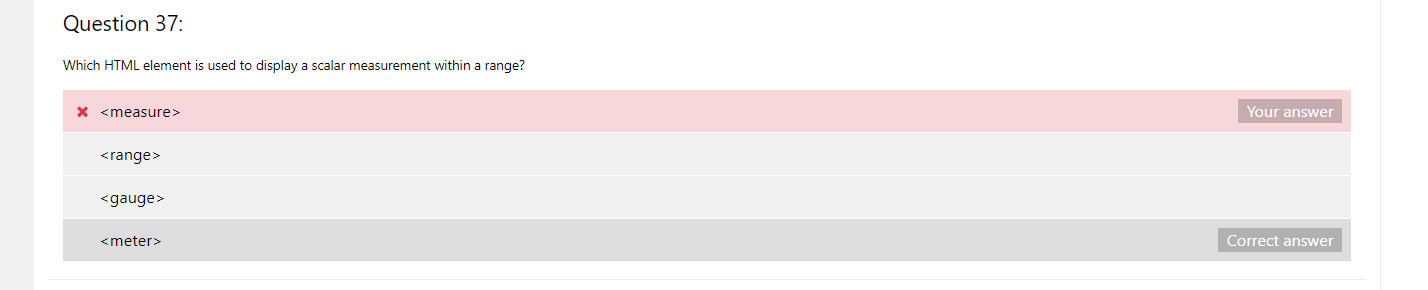 Question 37:
Which HTML element is used to display a scalar measurement within a range?
<measure> Your answer
<range>
<gauge>
<meter> Correct answer